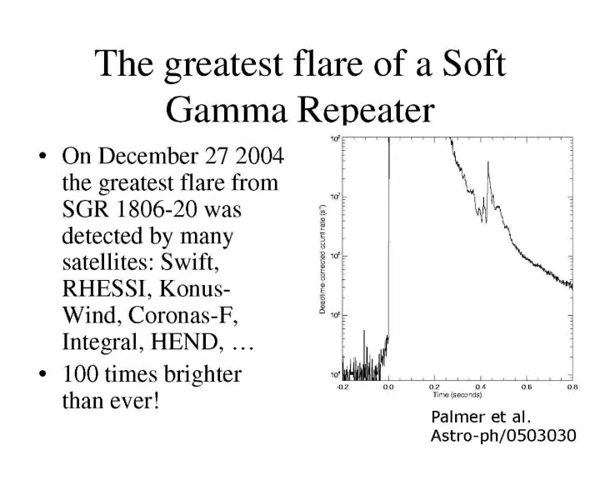 The greatest flare of a Soft
Gamma Repeater
• On December 27 2004
the greatest flare from
SGR 1806-20 was
detected by many
satellites: Swift,
RHESSI, Konus-
Wind, Coronas-F,
Integral, HEND, …
• 100 times brighter
than ever!
Deadtime-corrected count rate (s⁻¹)
-0.2 0.0 0.2 0.4 0.6 0.8
Time (seconds)
Palmer et al.
Astro-ph/0503030